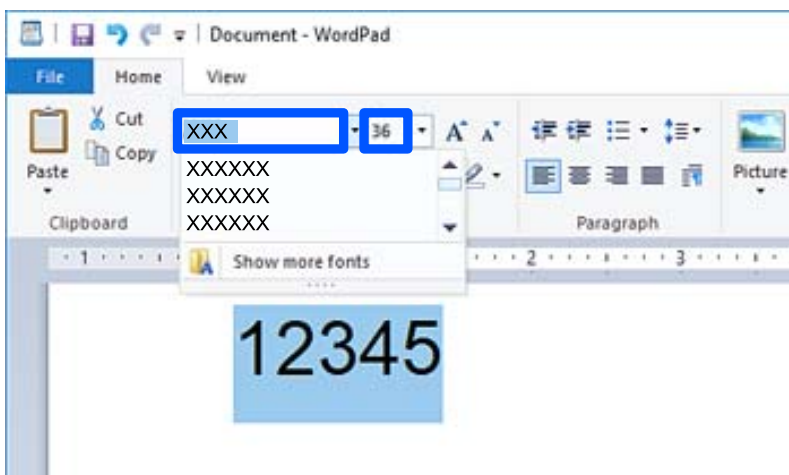 Document - WordPad
File Home View
Cut
XXX 36 A A
Copy
Paste
XXXXXX
XXXXXX
XXXXXX
Picture
Clipboard
Paragraph
Show more fonts
1 2 3
12345